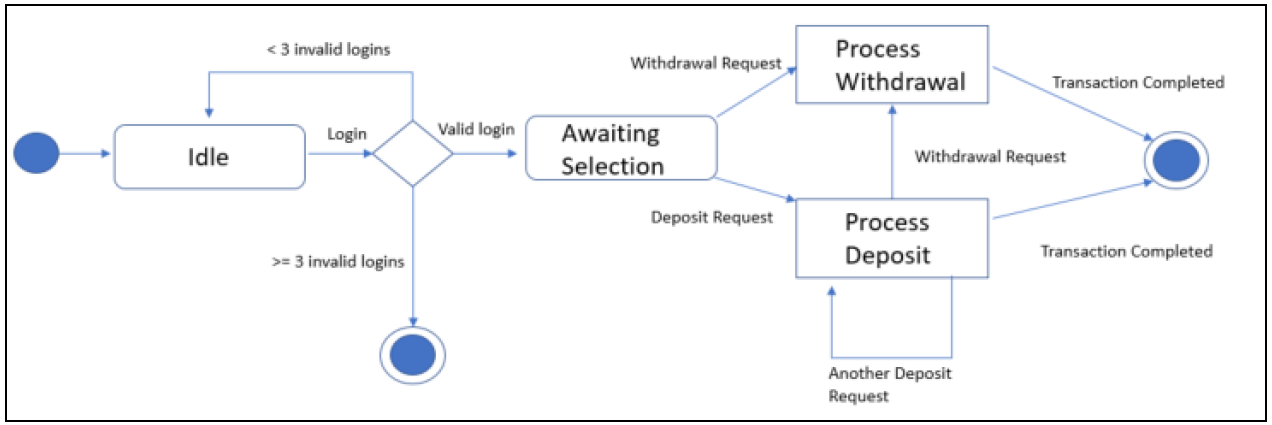 < 3 invalid logins
Idle
Login
Valid login
>= 3 invalid logins
Awaiting
Selection
Withdrawal Request
Deposit Request
Process
Withdrawal
Withdrawal Request
Process
Deposit
Another Deposit
Request
Transaction Completed
Transaction Completed